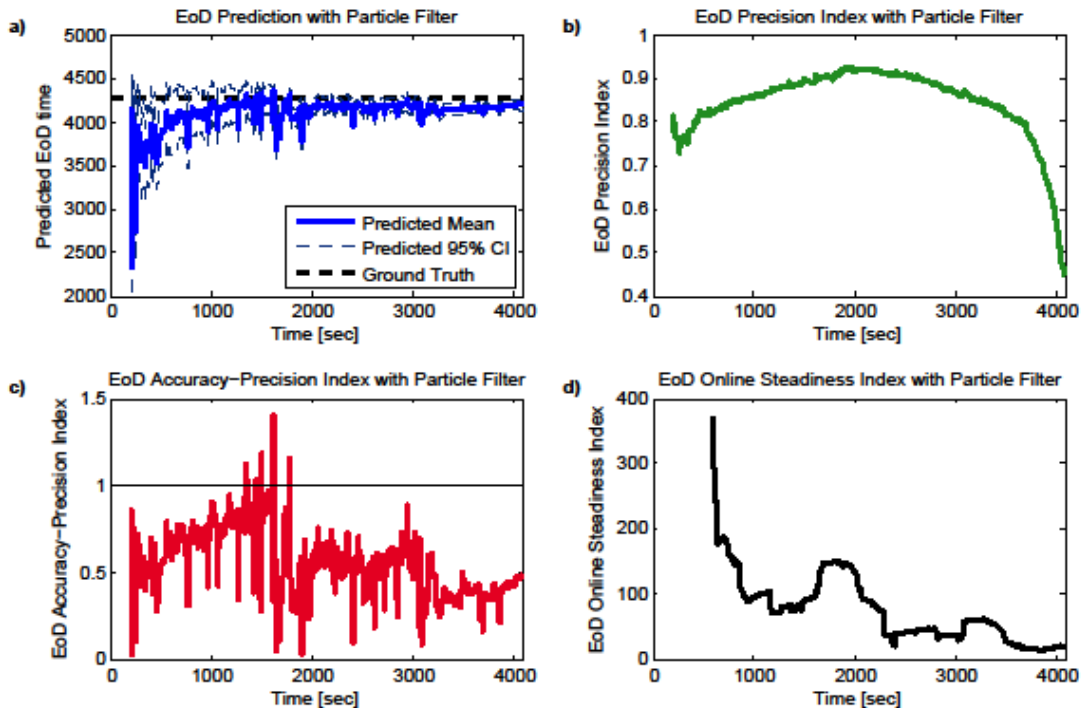 a)
EoD Prediction with Particle Filter
5000
4500
4000
3500
3000
2500
2000
Predicted EoD time
Predicted Mean
Predicted 95% CI
Ground Truth
0 1000 2000 3000 4000
Time [sec]
b)
EoD Precision Index with Particle Filter
1
0.9
0.8
0.7
0.6
0.5
0.4
EoD Precision Index
0 1000 2000 3000 4000
Time [sec]
c)
EoD Accuracy–Precision Index with Particle Filter
1.5
1
0.5
0
EoD Accuracy–Precision Index
0 1000 2000 3000 4000
Time [sec]
d)
EoD Online Steadiness Index with Particle Filter
400
300
200
100
0
EoD Online Steadiness Index
0 1000 2000 3000 4000
Time [sec]